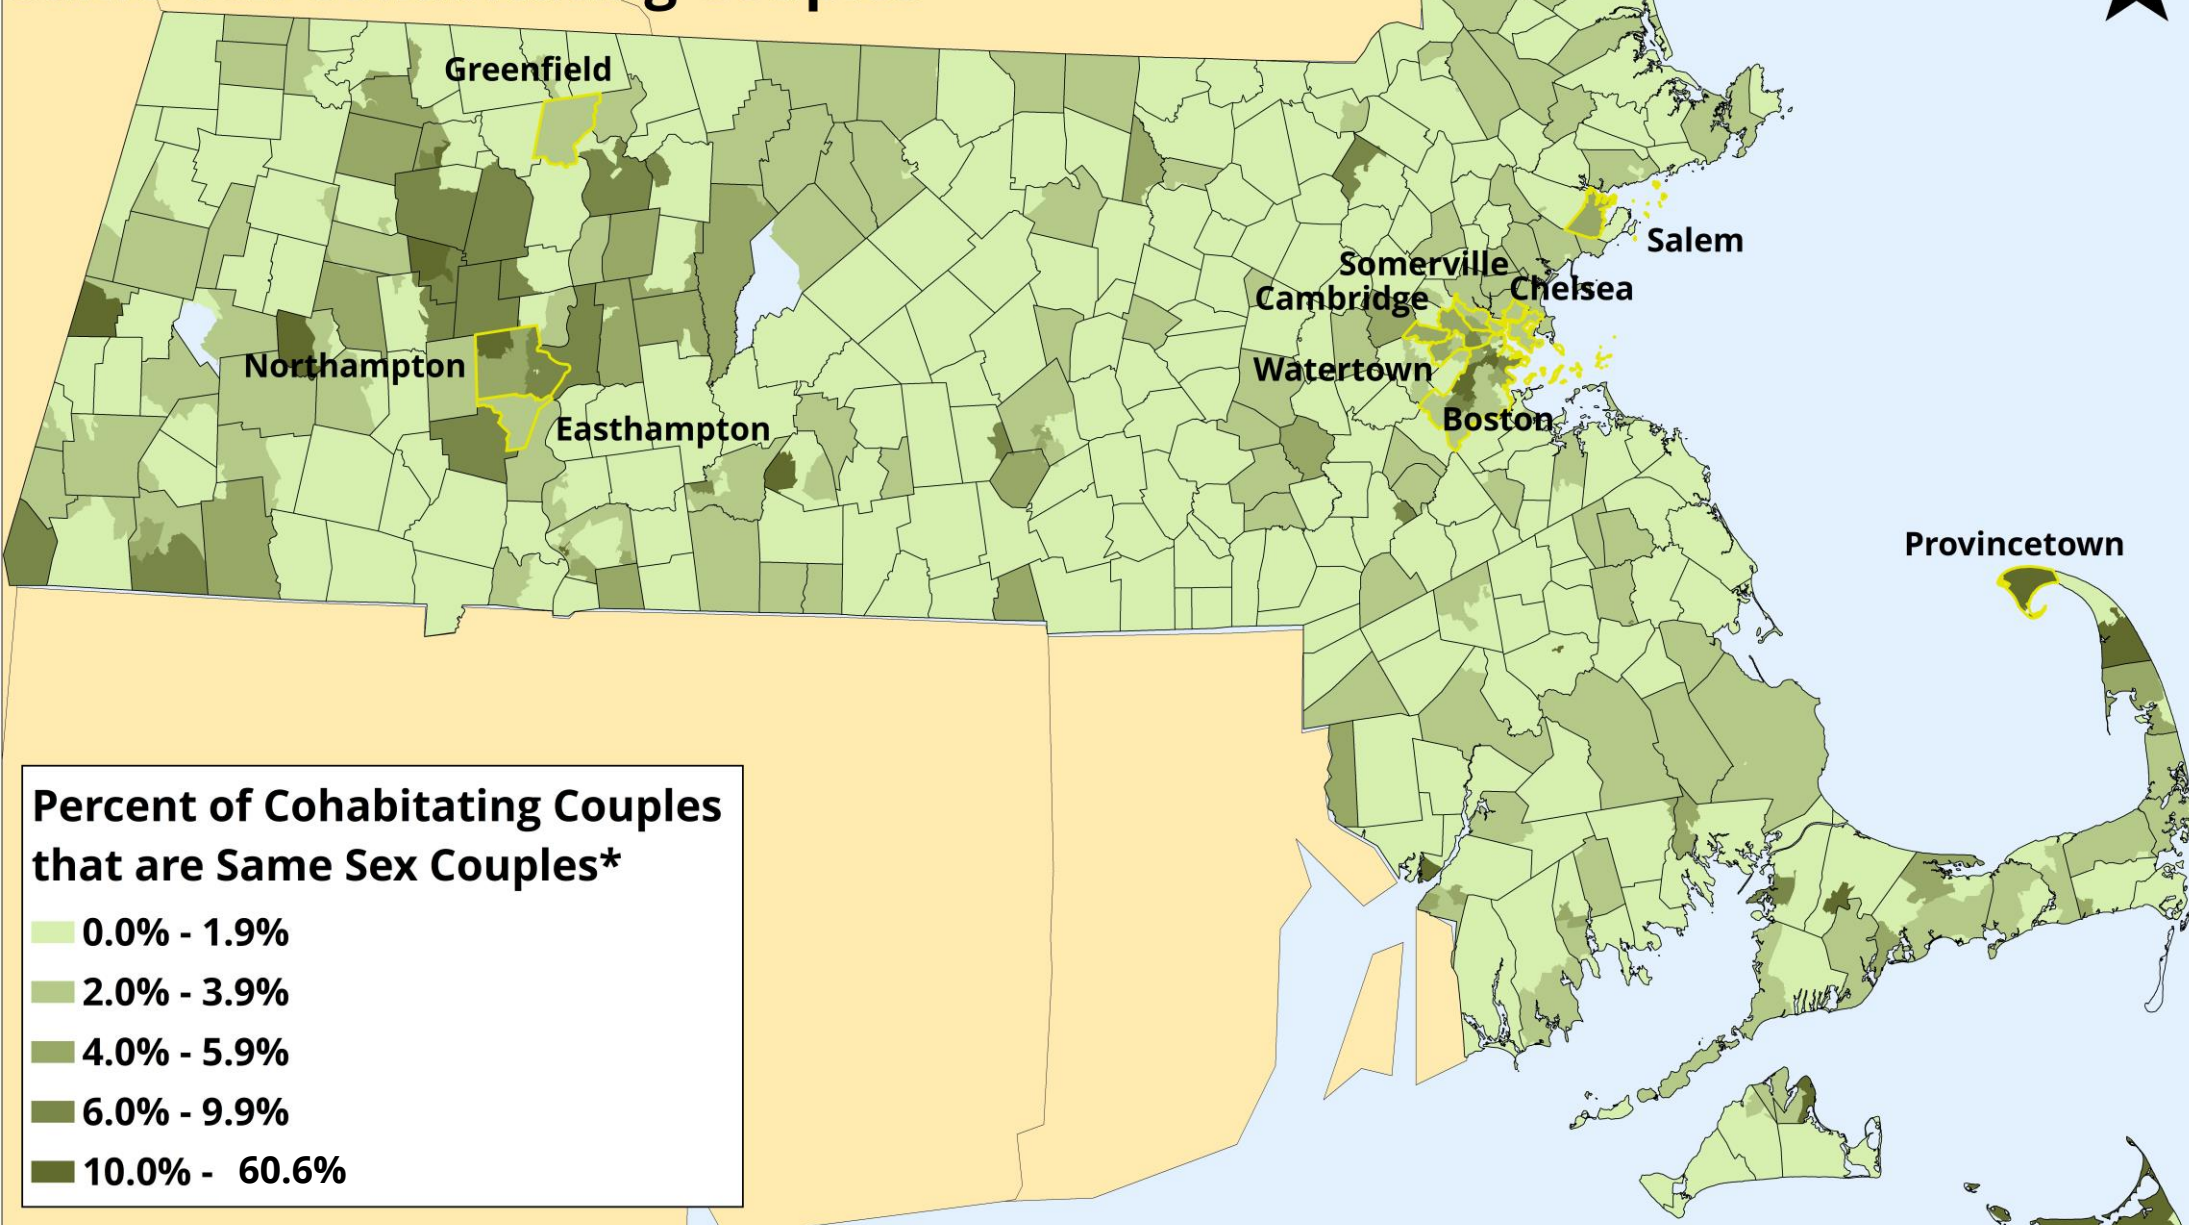 Greenfield
Salem
Somerville
Chelsea
Cambridge
Northampton
Watertown
Boston
Easthampton
Provincetown
Percent of Cohabitating Couples
that are Same Sex Couples*
0.0% - 1.9%
2.0% - 3.9%
4.0% - 5.9%
6.0% - 9.9%
10.0% - 60.6%